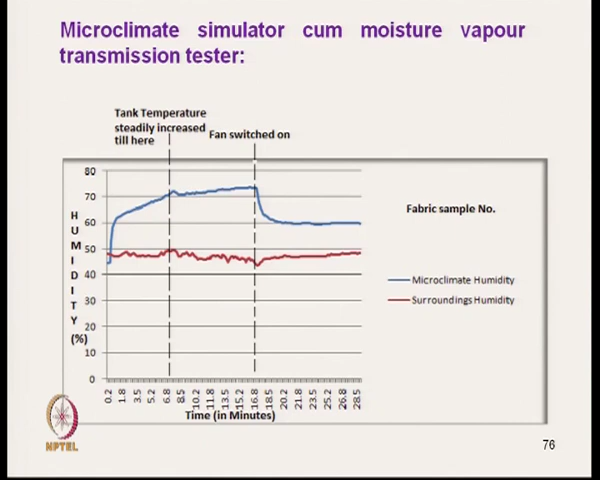 Microclimate simulator cum moisture vapour
transmission tester:
Tank Temperature
steadily increased
till here
Fan switched on
80
70
60
50
40
30
20
10
0
HUMIDITY
(%)
0.2 1.8 3.5 5.2 6.8 8.5 10.2 11.8 13.5 15.2 16.8 18.5 20.2 21.8 23.5 25.2 26.8 28.5
Time (in Minutes)
Fabric sample No.
Microclimate Humidity
Surroundings Humidity
NPTEL
76